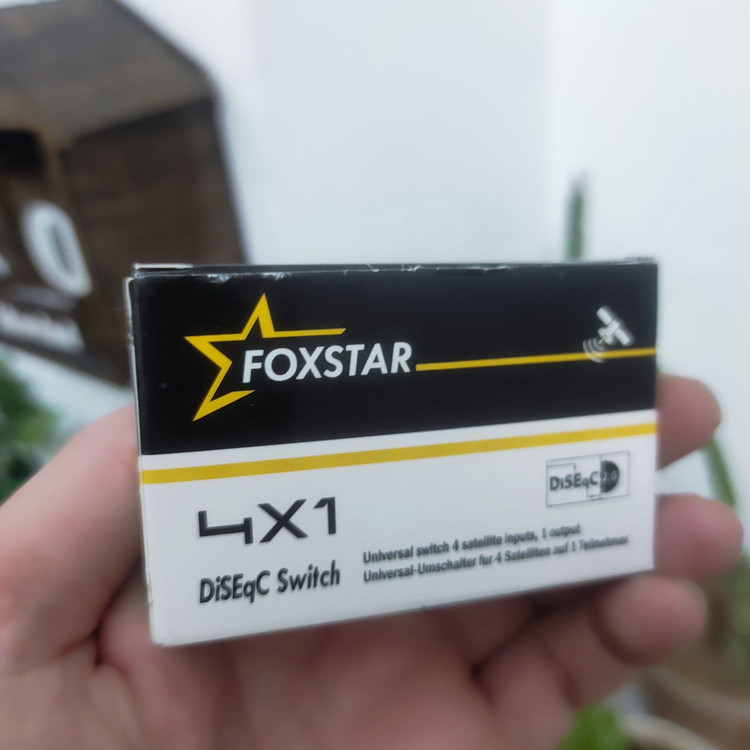 FOXSTAR
DiSEqC 2.0
4X1
DiSEqC Switch
Universal switch 4 satellite inputs, 1 output
Universal-Umschalter fur 4 Satelliten auf 1 Teilnehmer